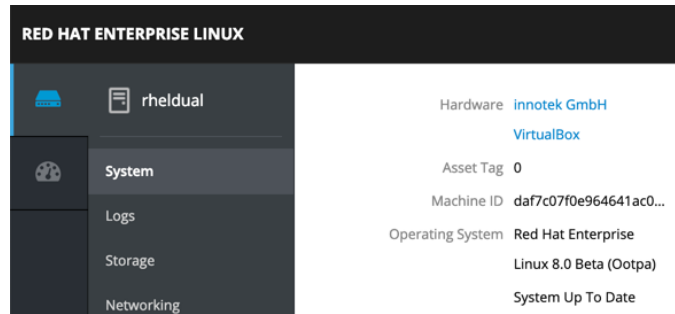 RED HAT ENTERPRISE LINUX
rheldual
System
Logs
Storage
Networking
Hardware innotek GmbH
VirtualBox
Asset Tag 0
Machine ID daf7c07f0e964641ac0...
Operating System Red Hat Enterprise
Linux 8.0 Beta (Ootpa)
System Up To Date